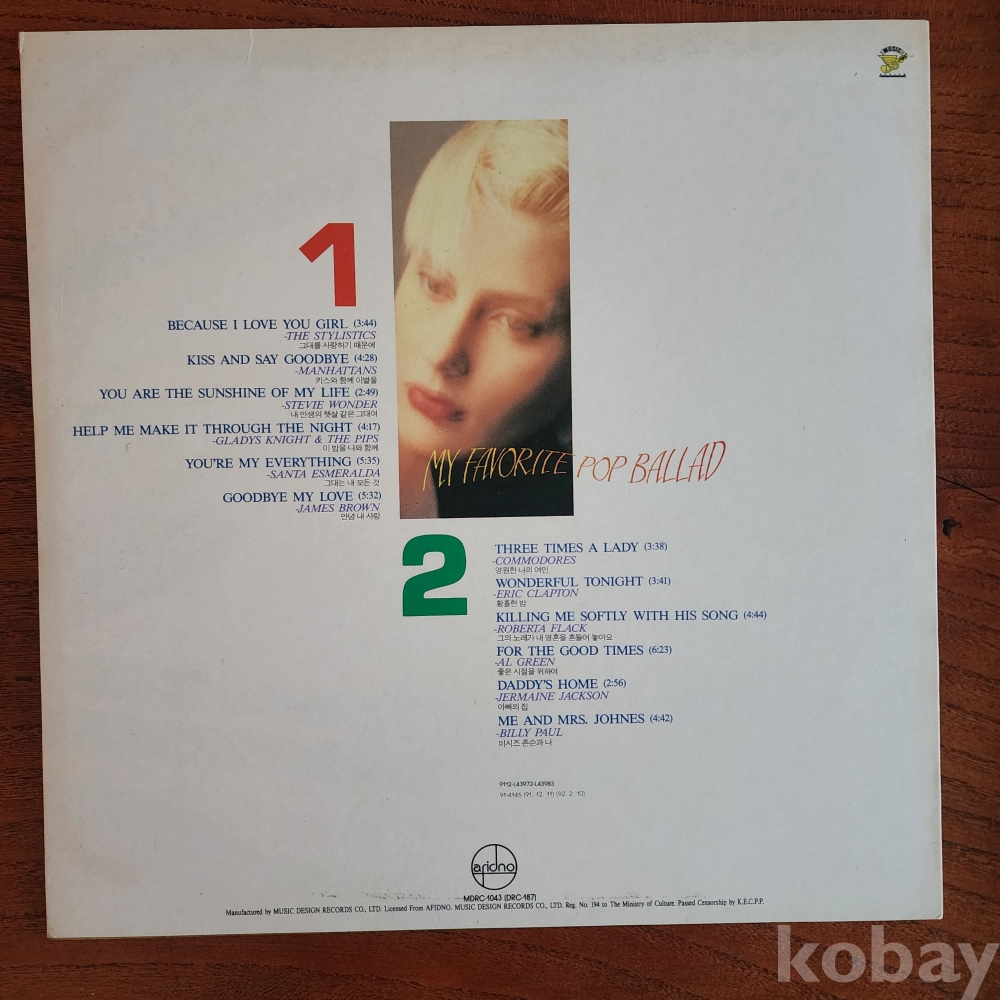 MUSIC
1
BECAUSE I LOVE YOU GIRL (3:44)
-THE STYLISTICS
그대를 사랑하기 때문에
KISS AND SAY GOODBYE (4:28)
-MANHATTANS
키스와 함께 이별을
YOU ARE THE SUNSHINE OF MY LIFE (2:49)
-STEVIE WONDER
내 인생의 햇살 같은 그대여
HELP ME MAKE IT THROUGH THE NIGHT (4:17)
-GLADYS KNIGHT & THE PIPS
이 밤을 나와 함께
YOU'RE MY EVERYTHING (5:35)
-SANTA ESMERALDA
그대는 내 모든 것
GOODBYE MY LOVE (5:32)
-JAMES BROWN
안녕 내 사랑
MY FAVORITE POP BALLAD
2
THREE TIMES A LADY (3:38)
-COMMODORES
영원한 나의 여인
WONDERFUL TONIGHT (3:41)
-ERIC CLAPTON
황홀한 밤
KILLING ME SOFTLY WITH HIS SONG (4:44)
-ROBERTA FLACK
그의 노래가 내 영혼을 흔들어 놓아요
FOR THE GOOD TIMES (6:23)
-AL GREEN
좋은 시절을 위하여
DADDY'S HOME (2:56)
-JERMAINE JACKSON
아빠의 집
ME AND MRS. JOHNES (4:42)
-BILLY PAUL
미시즈 존슨과 나
9112-L43972-L43983
91-4145 (91. 12. 11) (92. 2. 10)
afidno
MDRC-1043 (DRC-187)
Manufactured by MUSIC DESIGN RECORDS CO., LTD. Licensed From AFIDNO. MUSIC DESIGN RECORDS CO., LTD. Reg. No. 194 to The Ministry of Culture. Passed Censorship by K.E.C.P.P.
kobay